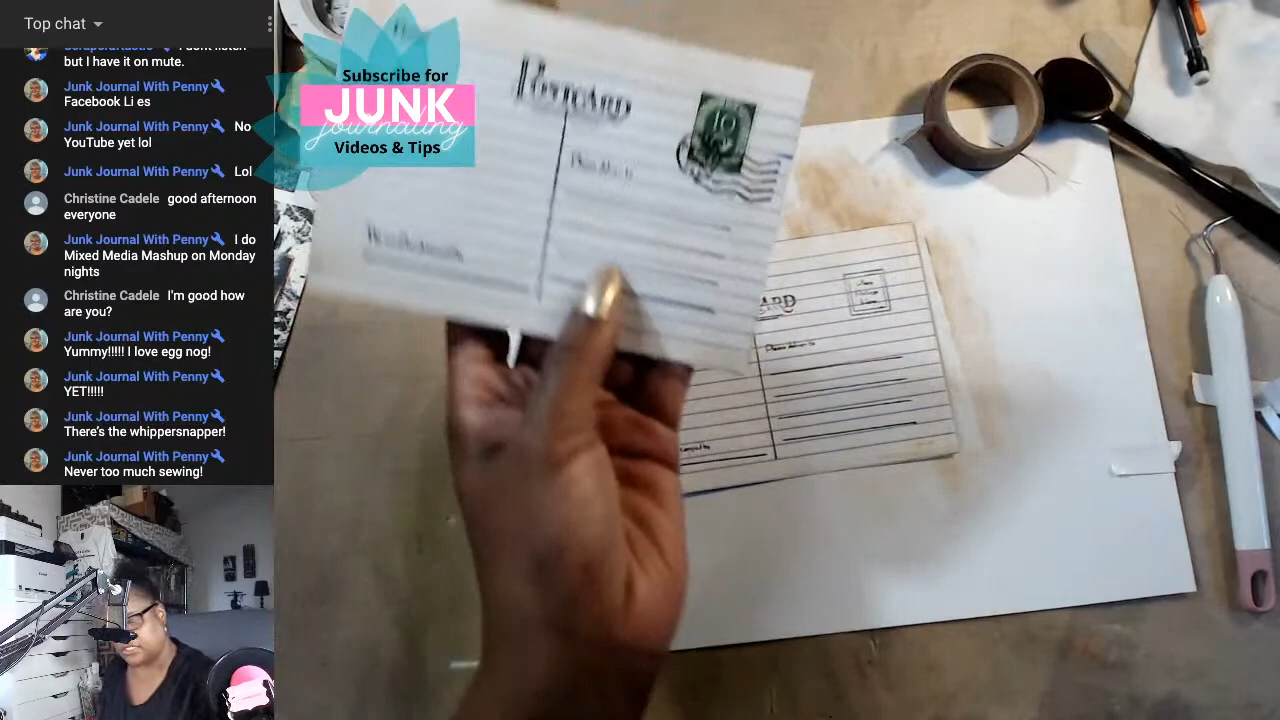 Top chat
but I have it on mute.
Junk Journal With Penny
Facebook Li es
Junk Journal With Penny No
YouTube yet lol
Junk Journal With Penny Lol
Christine Cadele good afternoon
everyone
Junk Journal With Penny I do
Mixed Media Mashup on Monday
nights
Christine Cadele I'm good how
are you?
Junk Journal With Penny
Yummy!!!!! I love egg nog!
Junk Journal With Penny
YET!!!!!
Junk Journal With Penny
There's the whippersnapper!
Junk Journal With Penny
Never too much sewing!
Subscribe for
JUNK
journaling
Videos & Tips
POSTCARD
10
ARD